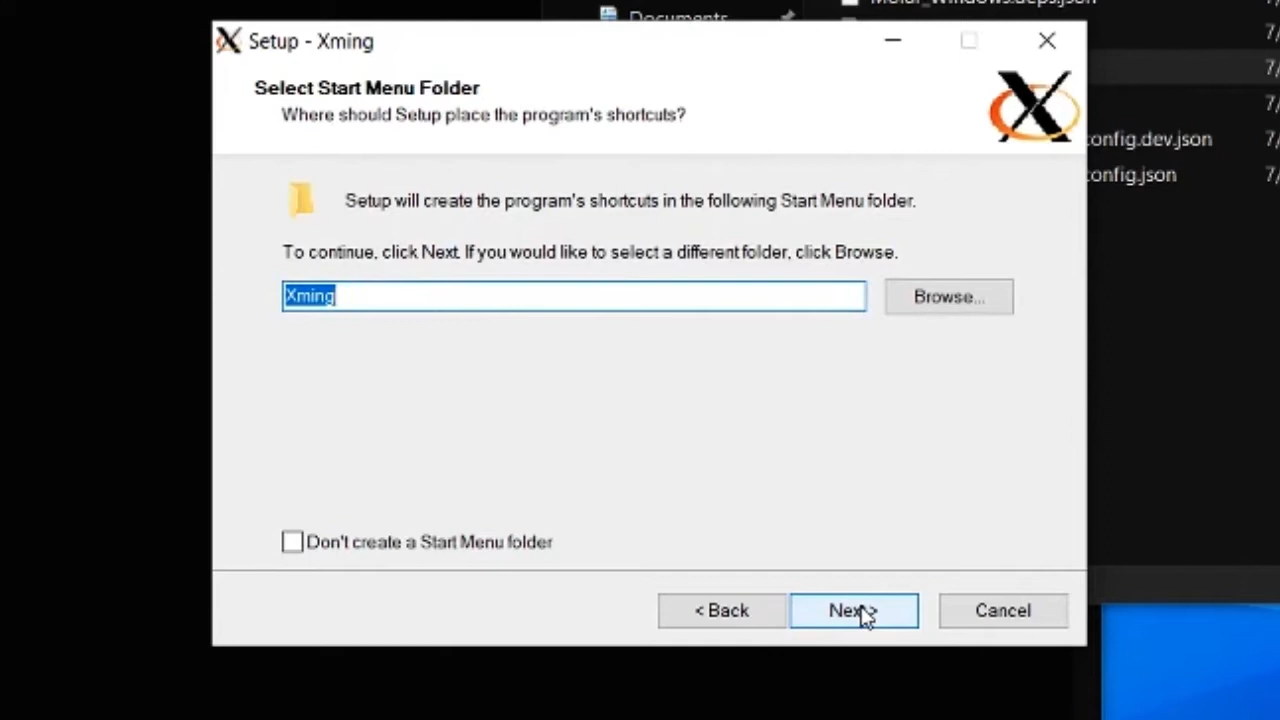 Documents
Setup - Xming
Select Start Menu Folder
Where should Setup place the program's shortcuts?
onfig.dev.json
config.json
Setup will create the program's shortcuts in the following Start Menu folder.
To continue, click Next. If you would like to select a different folder, click Browse.
Xming
Browse...
Don't create a Start Menu folder
< Back
Next >
Cancel